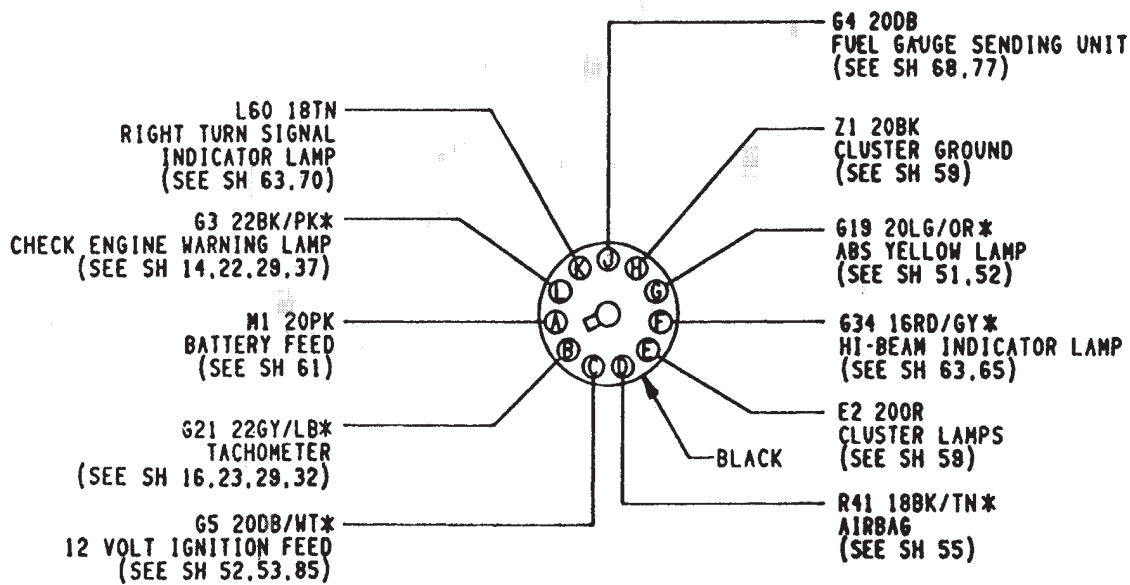 G4 20DB
FUEL GAUGE SENDING UNIT
(SEE SH 68,77)
L60 18TN
RIGHT TURN SIGNAL
INDICATOR LAMP
(SEE SH 63,70)
Z1 20BK
CLUSTER GROUND
(SEE SH 59)
G3 22BK/PK*
CHECK ENGINE WARNING LAMP
(SEE SH 14,22,29,37)
G19 20LG/OR*
ABS YELLOW LAMP
(SEE SH 51,52)
M1 20PK
BATTERY FEED
(SEE SH 61)
G34 16RD/GY*
HI-BEAM INDICATOR LAMP
(SEE SH 63,65)
G21 22GY/LB*
TACHOMETER
(SEE SH 16,23,29,32)
E2 20OR
CLUSTER LAMPS
(SEE SH 59)
G5 20DB/WT*
12 VOLT IGNITION FEED
(SEE SH 52,53,85)
R41 18BK/TN*
AIRBAG
(SEE SH 55)
BLACK
J
K
H
L
G
A
F
B
E
C
D